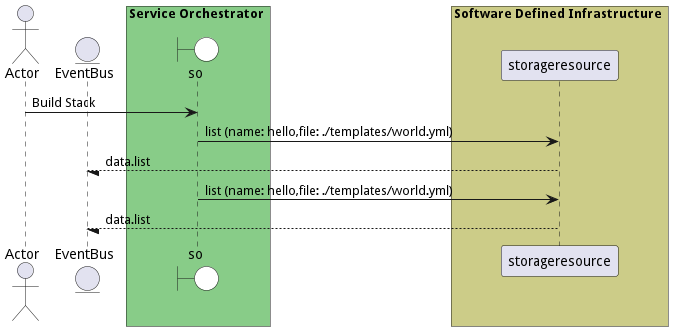 Service Orchestrator
Software Defined Infrastructure
Actor
EventBus
so
storageresource
Build Stack
list (name: hello,file: ./templates/world.yml)
data.list
list (name: hello,file: ./templates/world.yml)
data.list
Actor
EventBus
so
storageresource